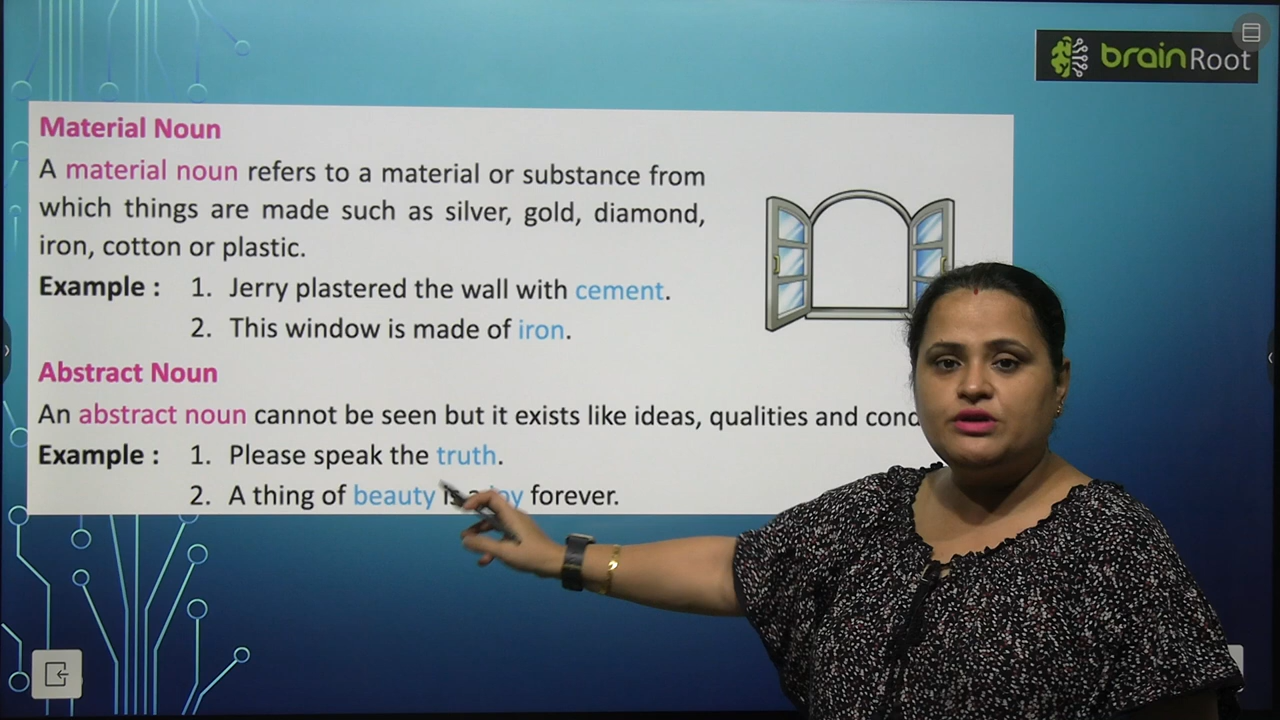 brainRoot
Material Noun
A material noun refers to a material or substance from
which things are made such as silver, gold, diamond,
iron, cotton or plastic.
Example : 1. Jerry plastered the wall with cement.
2. This window is made of iron.
Abstract Noun
An abstract noun cannot be seen but it exists like ideas, qualities and
Example : 1. Please speak the truth.
2. A thing of beauty is a forever.